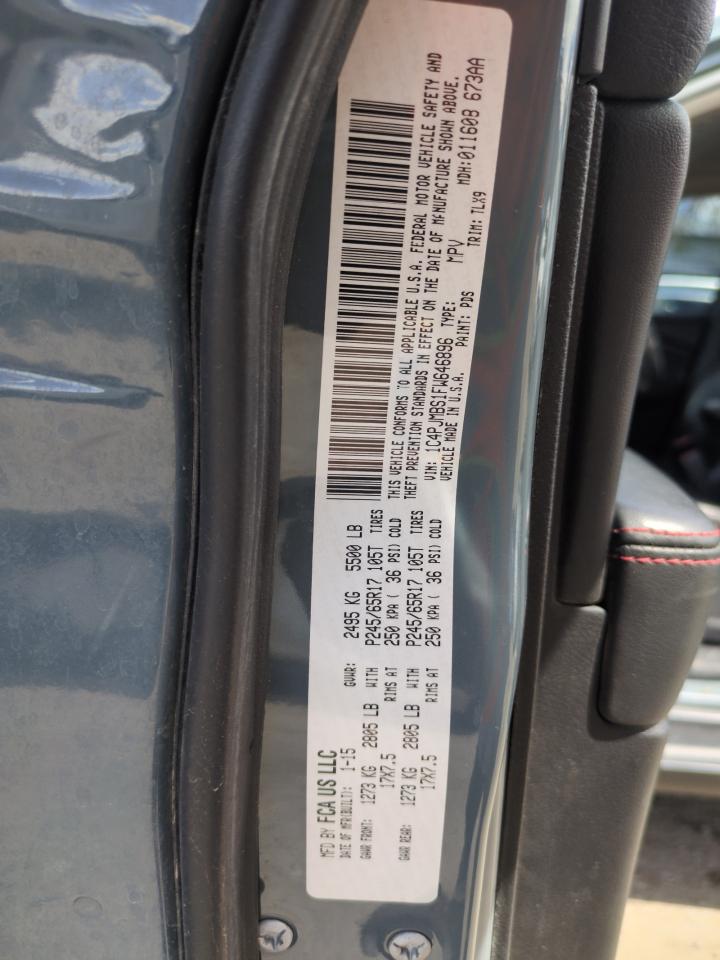 MFD BY FCA US LLC
DATE OF MFR(BUILT): 1-15 GVWR: 2495 KG 5500 LB
GAWR FRONT: 1273 KG 2805 LB WITH P245/65R17 105T TIRES
17X7.5 RIMS AT 250 KPA ( 36 PSI) COLD
GAWR REAR: 1273 KG 2805 LB WITH P245/65R17 105T TIRES
17X7.5 RIMS AT 250 KPA ( 36 PSI) COLD
THIS VEHICLE CONFORMS TO ALL APPLICABLE U.S.A. FEDERAL MOTOR VEHICLE SAFETY AND
THEFT PREVENTION STANDARDS IN EFFECT ON THE DATE OF MANUFACTURE SHOWN ABOVE.
VIN: 1C4PJMBS1FW646896 TYPE: MPV MDH:011608 673AA
VEHICLE MADE IN U.S.A. PAINT: PDS TRIM: TLX9